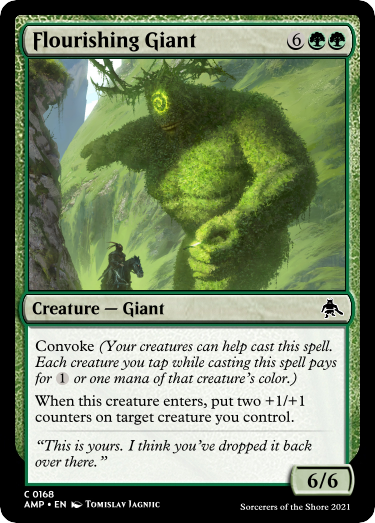 Flourishing Giant 6
Creature — Giant
Convoke (Your creatures can help cast this spell.
Each creature you tap while casting this spell pays
for 1 or one mana of that creature's color.)
When this creature enters, put two +1/+1
counters on target creature you control.
“This is yours. I think you’ve dropped it back
over there.”
6/6
C 0168
AMP • EN Tomislav Jagnjic
Sorcerers of the Shore 2021